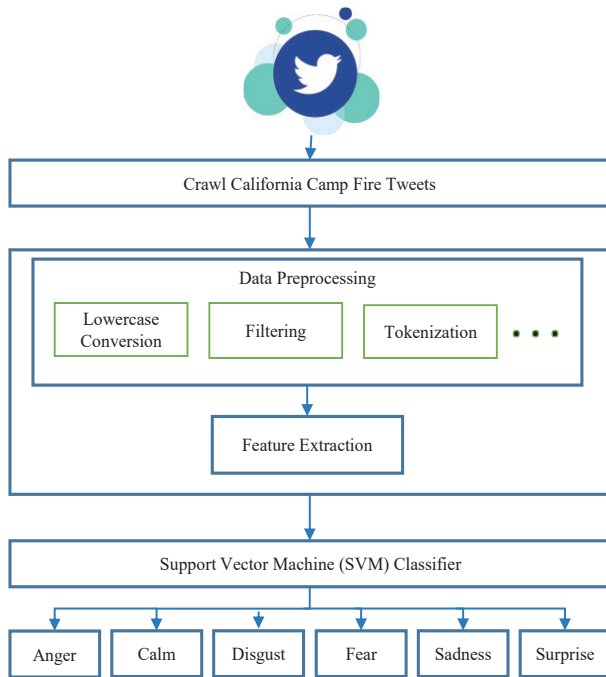 Crawl California Camp Fire Tweets
Data Preprocessing
Lowercase
Conversion
Filtering
Tokenization
Feature Extraction
Support Vector Machine (SVM) Classifier
Anger
Calm
Disgust
Fear
Sadness
Surprise